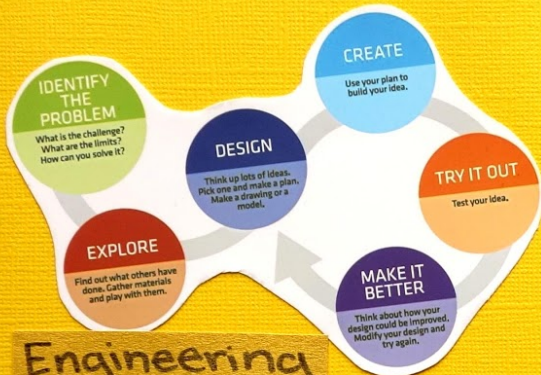 IDENTIFY
THE
PROBLEM
What is the challenge?
What are the limits?
How can you solve it?
EXPLORE
Find out what others have
done. Gather materials
and play with them.
DESIGN
Think up lots of ideas.
Pick one and make a plan.
Make a drawing or a
model.
CREATE
Use your plan to
build your idea.
TRY IT OUT
Test your idea.
MAKE IT
BETTER
Think about how your
design could be improved.
Modify your design and
try again.
Engineering